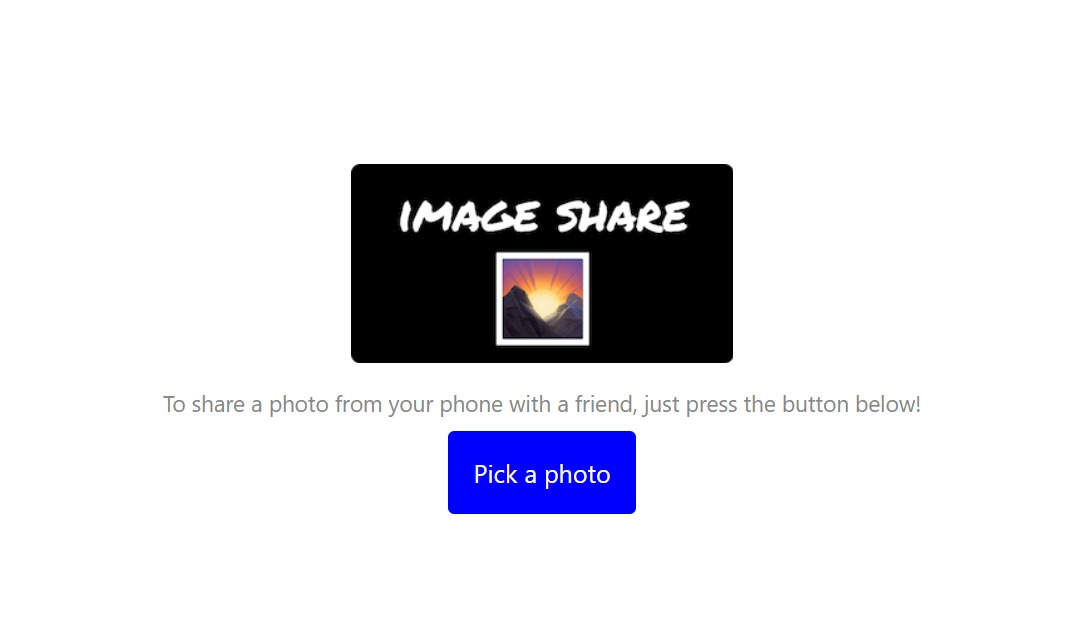 IMAGE SHARE
To share a photo from your phone with a friend, just press the button below!
Pick a photo